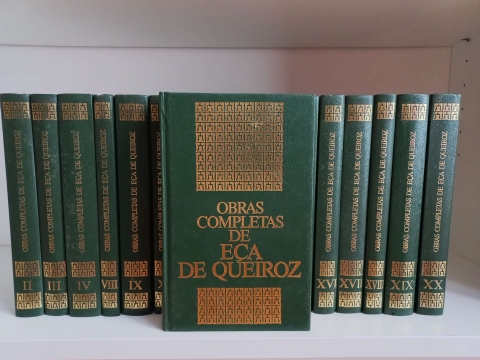 OBRAS COMPLETAS DE EÇA DE QUEIROZ
II
OBRAS COMPLETAS DE EÇA DE QUEIROZ
III
OBRAS COMPLETAS DE EÇA DE QUEIROZ
IV
OBRAS COMPLETAS DE EÇA DE QUEIROZ
VIII
OBRAS COMPLETAS DE EÇA DE QUEIROZ
IX
OBRAS
COMPLETAS
DE
EÇA
DE QUEIROZ
OBRAS COMPLETAS DE EÇA DE QUEIROZ
XVI
OBRAS COMPLETAS DE EÇA DE QUEIROZ
XVII
OBRAS COMPLETAS DE EÇA DE QUEIROZ
XVIII
OBRAS COMPLETAS DE EÇA DE QUEIROZ
XIX
OBRAS COMPLETAS DE EÇA DE QUEIROZ
XX